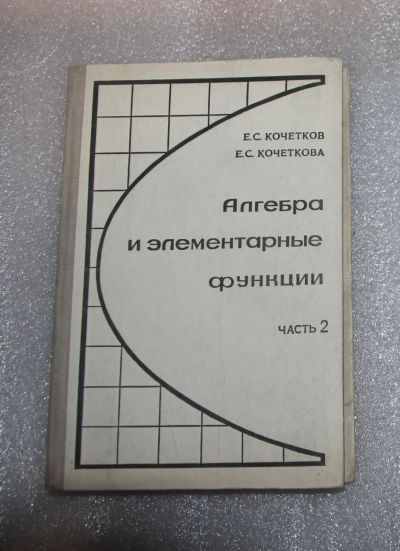 Е.С. КОЧЕТКОВ
Е.С. КОЧЕТКОВА
Алгебра
и элементарные
функции
ЧАСТЬ 2